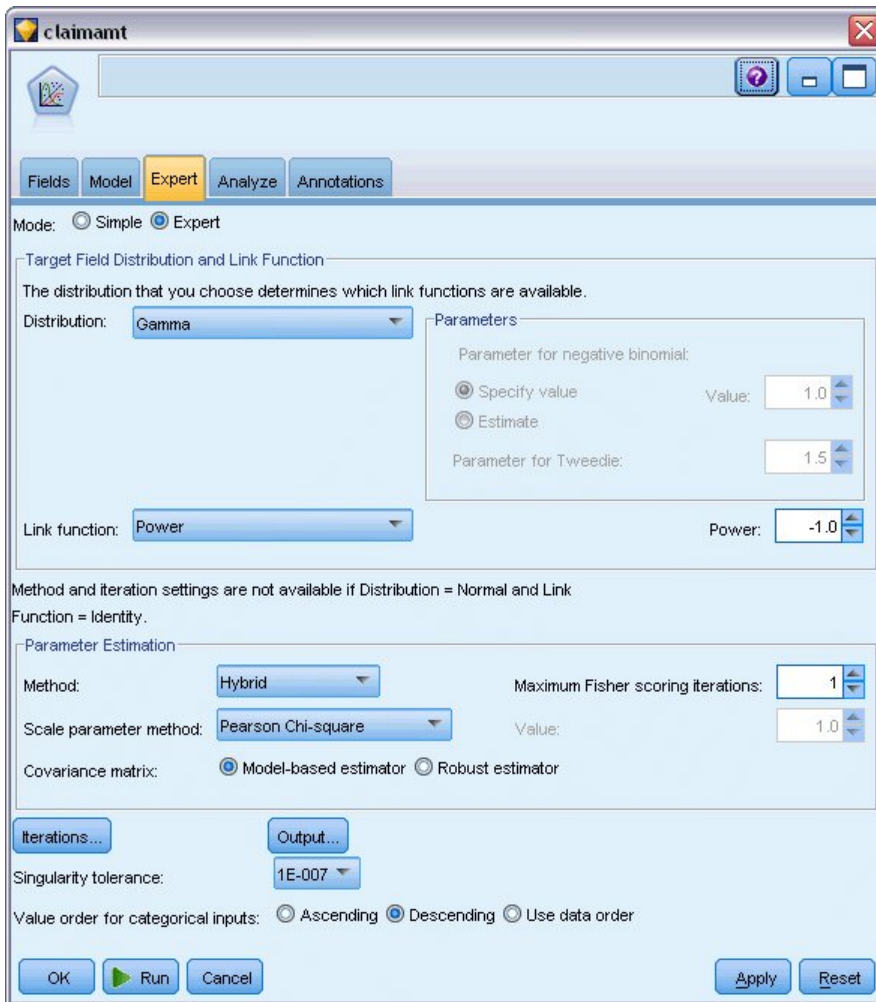 claimamt
Fields Model Expert Analyze Annotations
Mode: Simple Expert
Target Field Distribution and Link Function
The distribution that you choose determines which link functions are available.
Distribution: Gamma
Parameters
Parameter for negative binomial:
Specify value Value: 1.0
Estimate
Parameter for Tweedie: 1.5
Link function: Power Power: -1.0
Method and iteration settings are not available if Distribution = Normal and Link
Function = Identity.
Parameter Estimation
Method: Hybrid Maximum Fisher scoring iterations: 1
Scale parameter method: Pearson Chi-square Value: 1.0
Covariance matrix: Model-based estimator Robust estimator
Iterations... Output...
Singularity tolerance: 1E-007
Value order for categorical inputs: Ascending Descending Use data order
OK Run Cancel Apply Reset